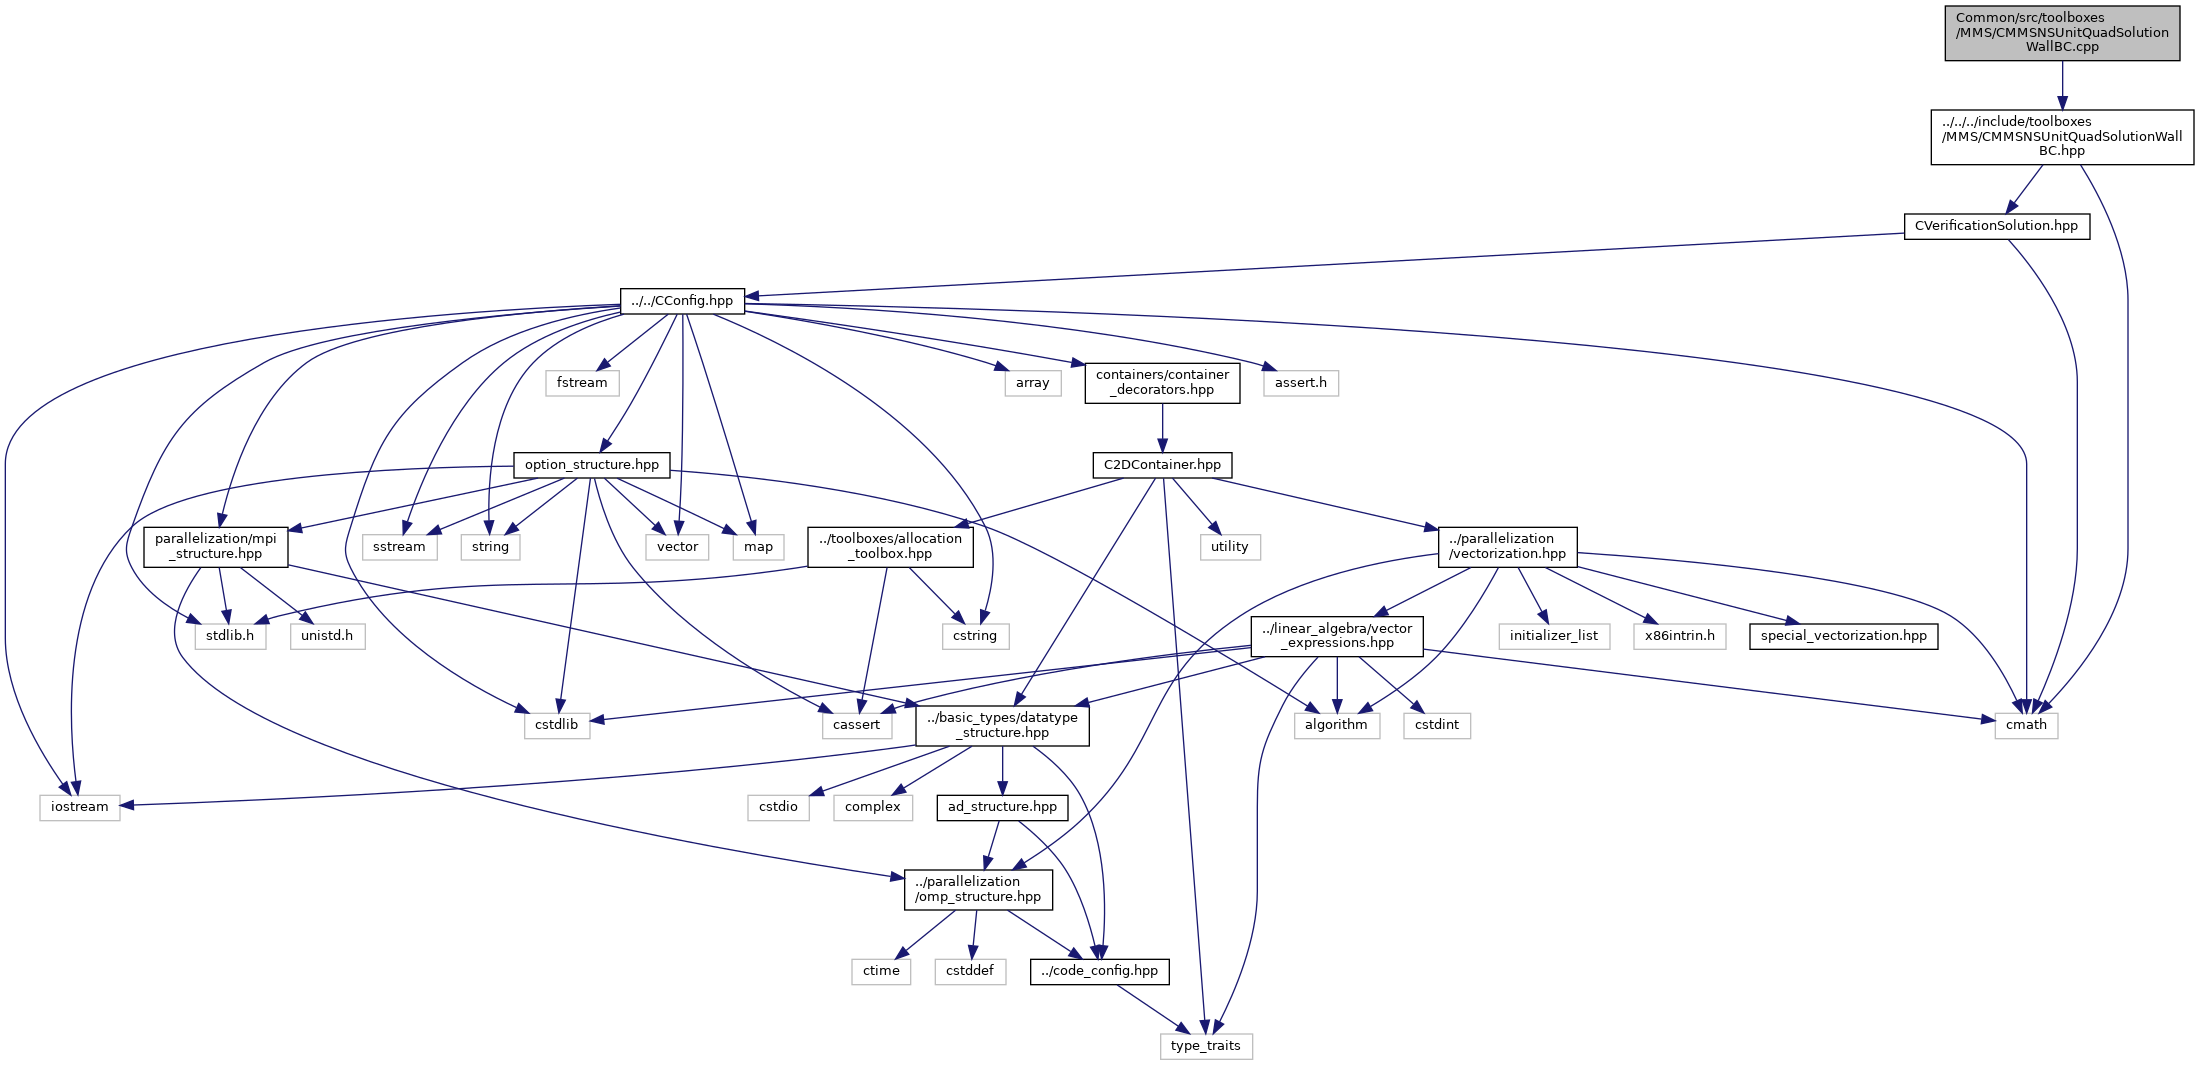 Common/src/toolboxes
/MMS/CMMSNSUnitQuadSolution
WallBC.cpp
../../../include/toolboxes
/MMS/CMMSNSUnitQuadSolutionWall
BC.hpp
CVerificationSolution.hpp
../../CConfig.hpp
fstream
array
containers/container
_decorators.hpp
assert.h
option_structure.hpp
C2DContainer.hpp
parallelization/mpi
_structure.hpp
sstream
string
vector
map
../toolboxes/allocation
_toolbox.hpp
utility
../parallelization
/vectorization.hpp
stdlib.h
unistd.h
cstring
../linear_algebra/vector
_expressions.hpp
initializer_list
x86intrin.h
special_vectorization.hpp
cstdlib
cassert
../basic_types/datatype
_structure.hpp
algorithm
cstdint
cmath
iostream
cstdio
complex
ad_structure.hpp
../parallelization
/omp_structure.hpp
ctime
cstddef
../code_config.hpp
type_traits